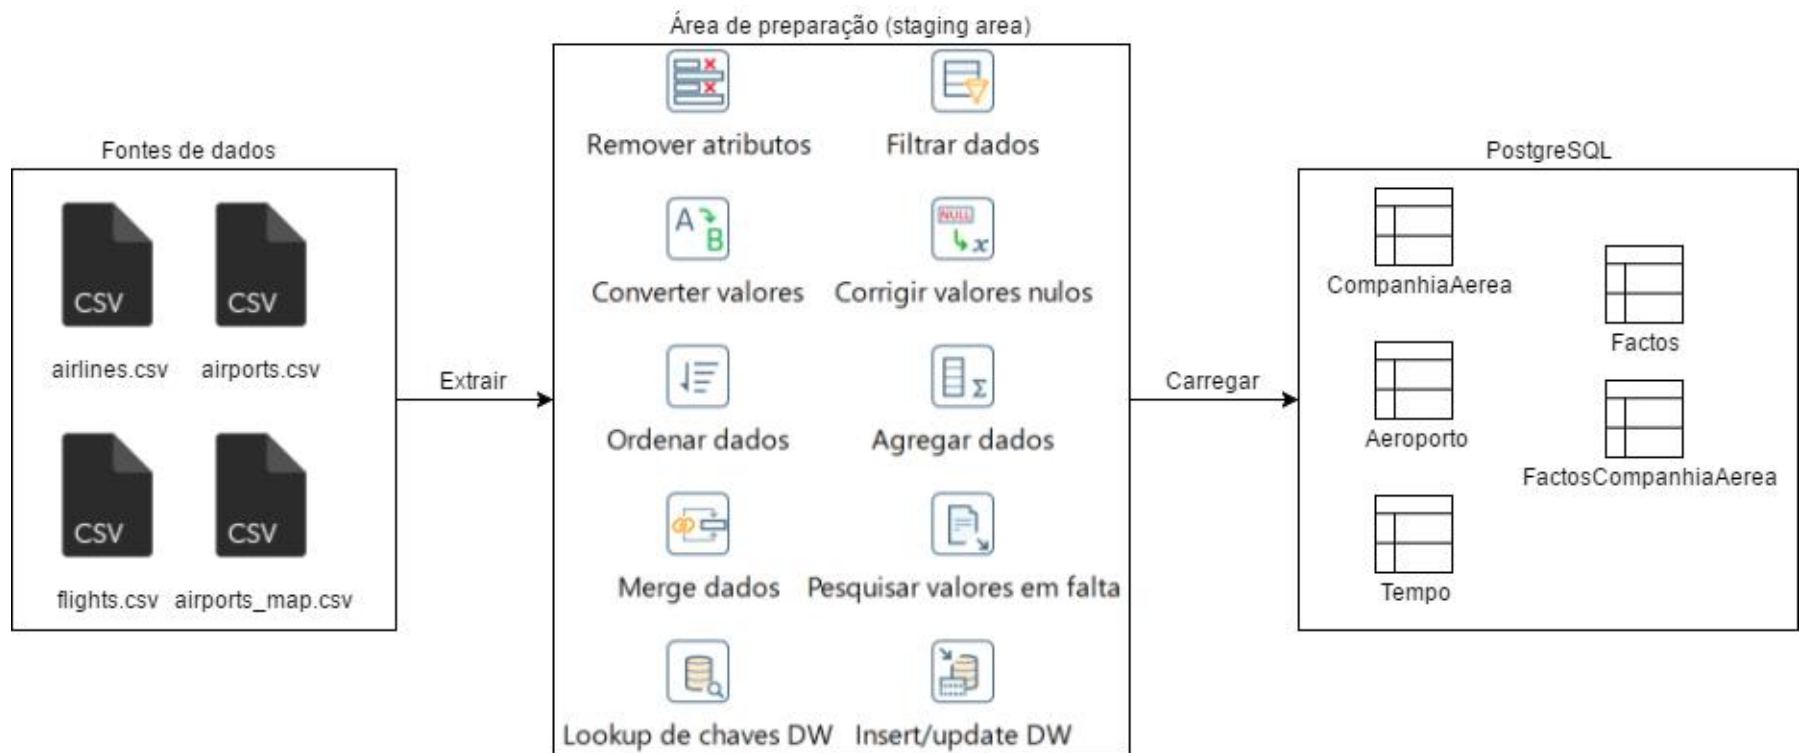 Área de preparação (staging area)
Remover atributos
Filtrar dados
Converter valores
NULL
Corrigir valores nulos
A
B
x
Ordenar dados
Agregar dados
Σ
Merge dados
Pesquisar valores em falta
Lookup de chaves DW
Insert/update DW
Fontes de dados
CSV
CSV
airlines.csv
airports.csv
CSV
CSV
flights.csv
airports_map.csv
Extrair
Carregar
PostgreSQL
CompanhiaAerea
Factos
Aeroporto
FactosCompanhiaAerea
Tempo